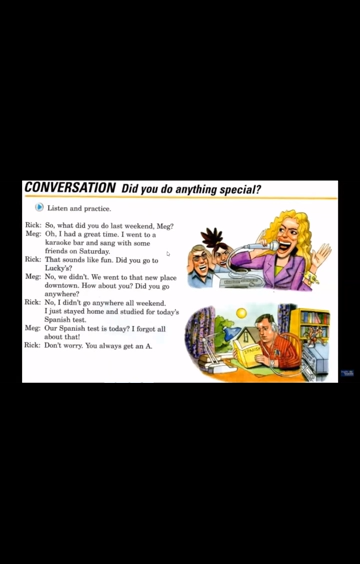 CONVERSATION Did you do anything special?
Listen and practice.
Rick: So, what did you do last weekend, Meg?
Meg: Oh, I had a great time. I went to a
karaoke bar and sang with some
friends on Saturday.
Rick: That sounds like fun. Did you go to
Lucky's?
Meg: No, we didn't. We went to that new place
downtown. How about you? Did you go
anywhere?
Rick: No, I didn't go anywhere all weekend.
I just stayed home and studied for today's
Spanish test.
Meg: Our Spanish test is today? I forgot all
about that!
Rick: Don't worry. You always get an A.